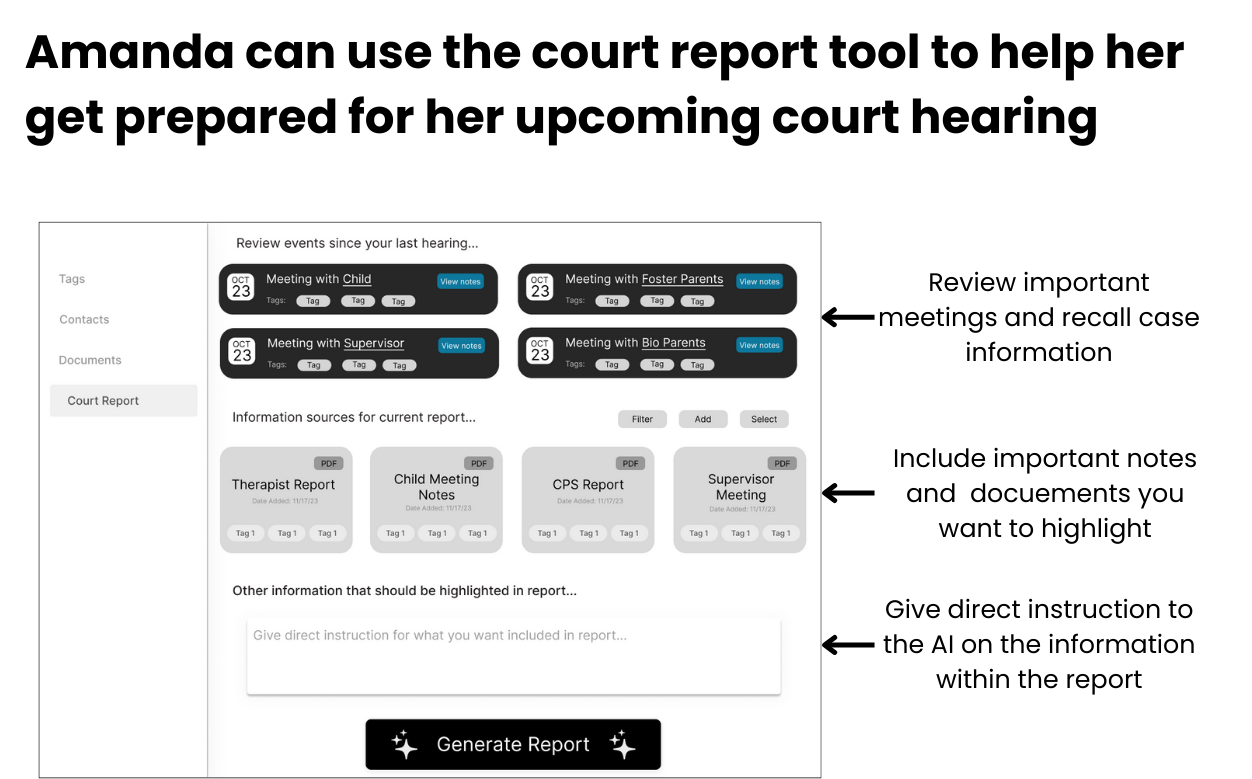 Amanda can use the court report tool to help her
get prepared for her upcoming court hearing
Review events since your last hearing...
Tags
Contacts
Documents
Court Report
OCT
23
Meeting with Child
View notes
Tags: Tag Tag Tag
OCT
23
Meeting with Foster Parents
View notes
Tags: Tag Tag Tag
OCT
23
Meeting with Supervisor
View notes
Tags: Tag Tag Tag
OCT
23
Meeting with Bio Parents
View notes
Tags: Tag Tag Tag
Review important
meetings and recall case
information
Information sources for current report...
Filter Add Select
PDF
Therapist Report
Date Added: 11/17/23
Tag 1 Tag 1 Tag 1
PDF
Child Meeting
Notes
Date Added: 11/17/23
Tag 1 Tag 1 Tag 1
PDF
CPS Report
Date Added: 11/17/23
Tag 1 Tag 1 Tag 1
PDF
Supervisor
Meeting
Date Added: 11/17/23
Tag 1 Tag 1 Tag 1
Include important notes
and docuements you
want to highlight
Other information that should be highlighted in report...
Give direct instruction for what you want included in report...
Give direct instruction to
the AI on the information
within the report
Generate Report